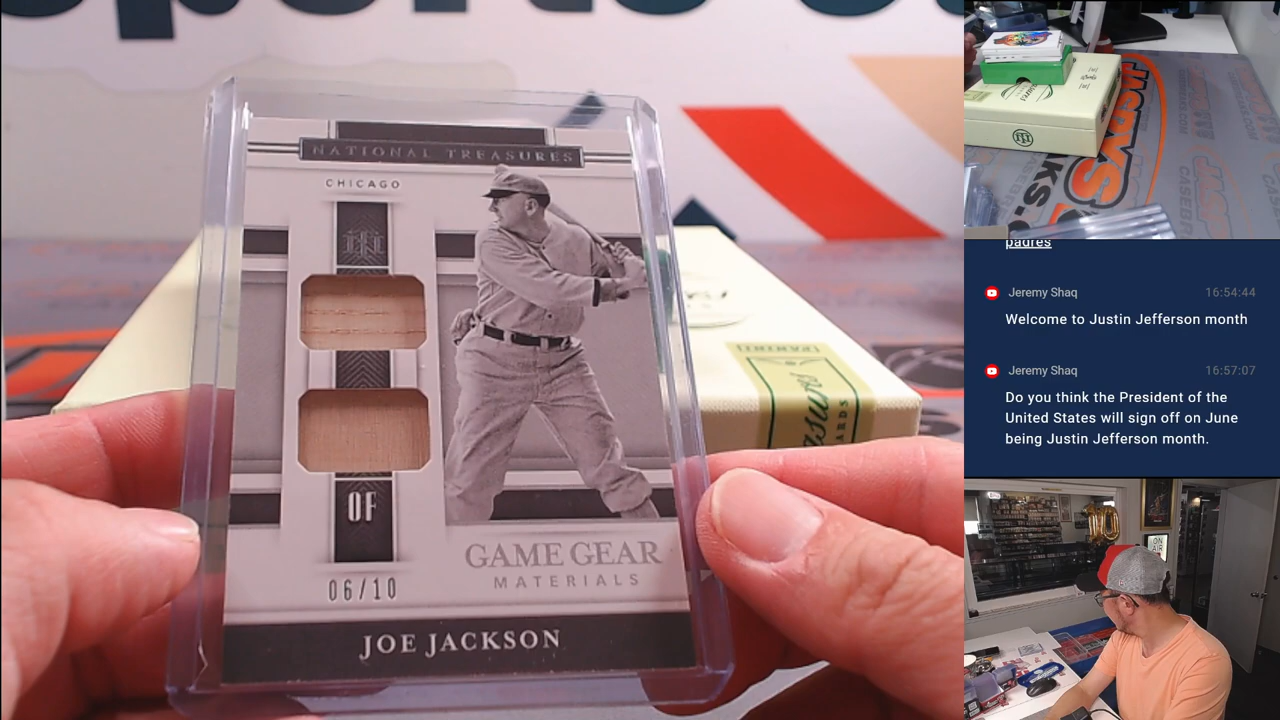 NATIONAL TREASURES
CHICAGO
OF
06/10
GAME GEAR
MATERIALS
JOE JACKSON
PANINI
padres
Jeremy Shaq 16:54:44
Welcome to Justin Jefferson month
Jeremy Shaq 16:57:07
Do you think the President of the
United States will sign off on June
being Justin Jefferson month.
JASPYS
ON
AIR